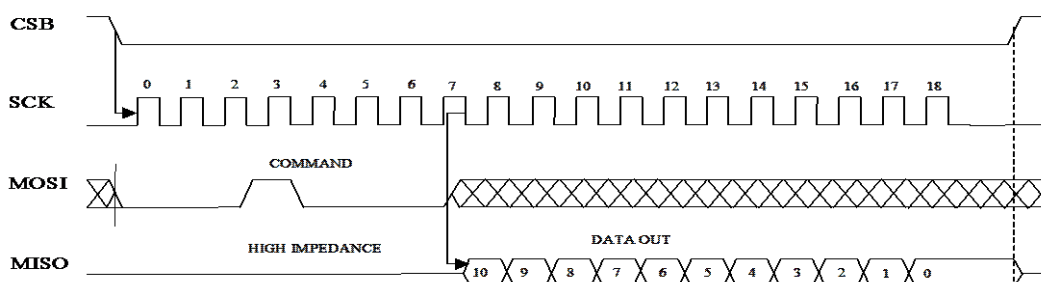 CSB
0 1 2 3 4 5 6 7 8 9 10 11 12 13 14 15 16 17 18
SCK
COMMAND
MOSI
HIGH IMPEDANCE DATA OUT
MISO
10 9 8 7 6 5 4 3 2 1 0